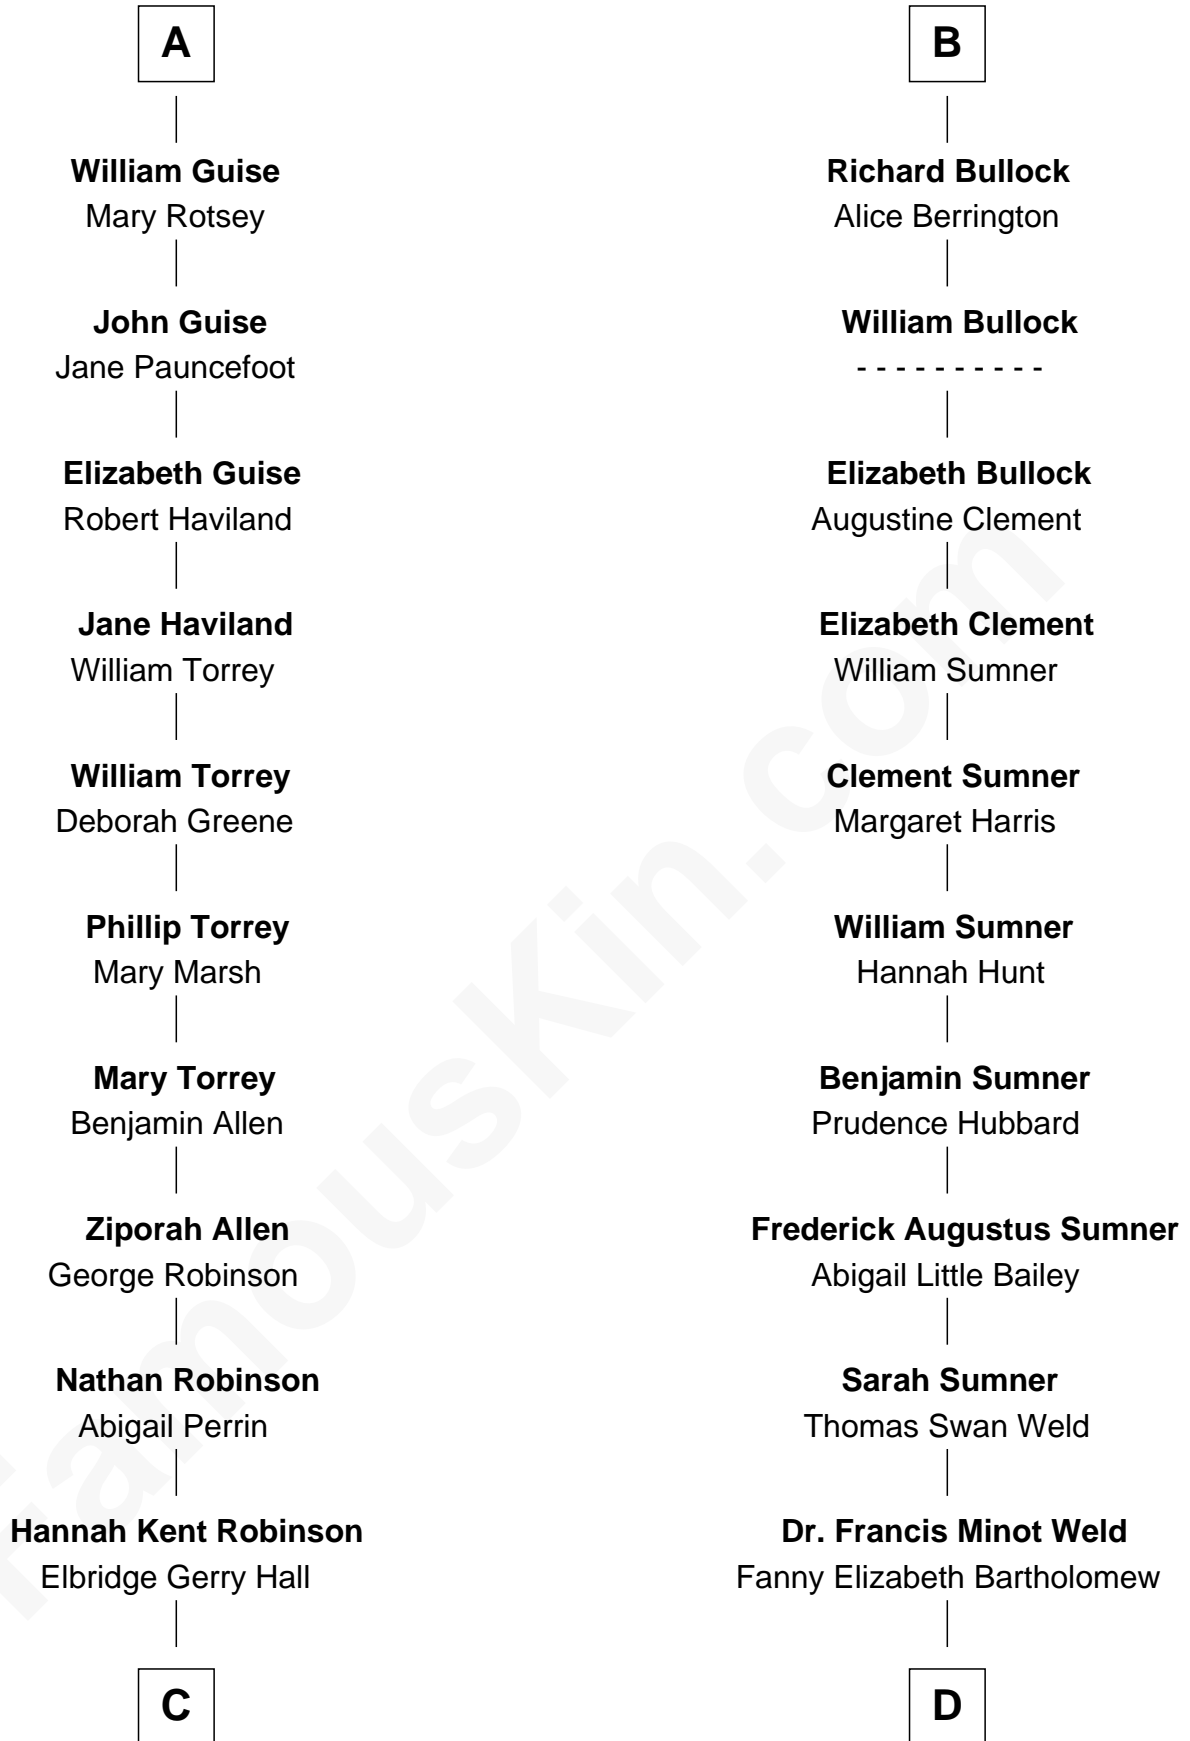 A
William Guise
Mary Rotsey
John Guise
Jane Pauncefoot
Elizabeth Guise
Robert Haviland
Jane Haviland
William Torrey
William Torrey
Deborah Greene
Phillip Torrey
Mary Marsh
Mary Torrey
Benjamin Allen
Ziporah Allen
George Robinson
Nathan Robinson
Abigail Perrin
Hannah Kent Robinson
Elbridge Gerry Hall
C
B
Richard Bullock
Alice Berrington
William Bullock
- - - - - - - - - -
Elizabeth Bullock
Augustine Clement
Elizabeth Clement
William Sumner
Clement Sumner
Margaret Harris
William Sumner
Hannah Hunt
Benjamin Sumner
Prudence Hubbard
Frederick Augustus Sumner
Abigail Little Bailey
Sarah Sumner
Thomas Swan Weld
Dr. Francis Minot Weld
Fanny Elizabeth Bartholomew
D
FamousKin.com